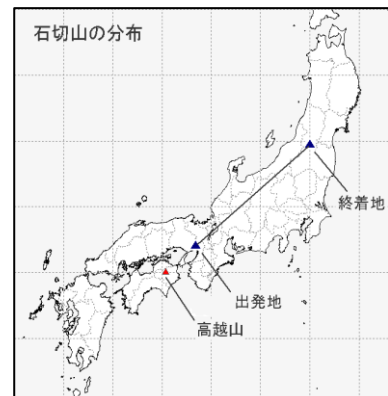 石切山の分布
終着地
出発地
高越山